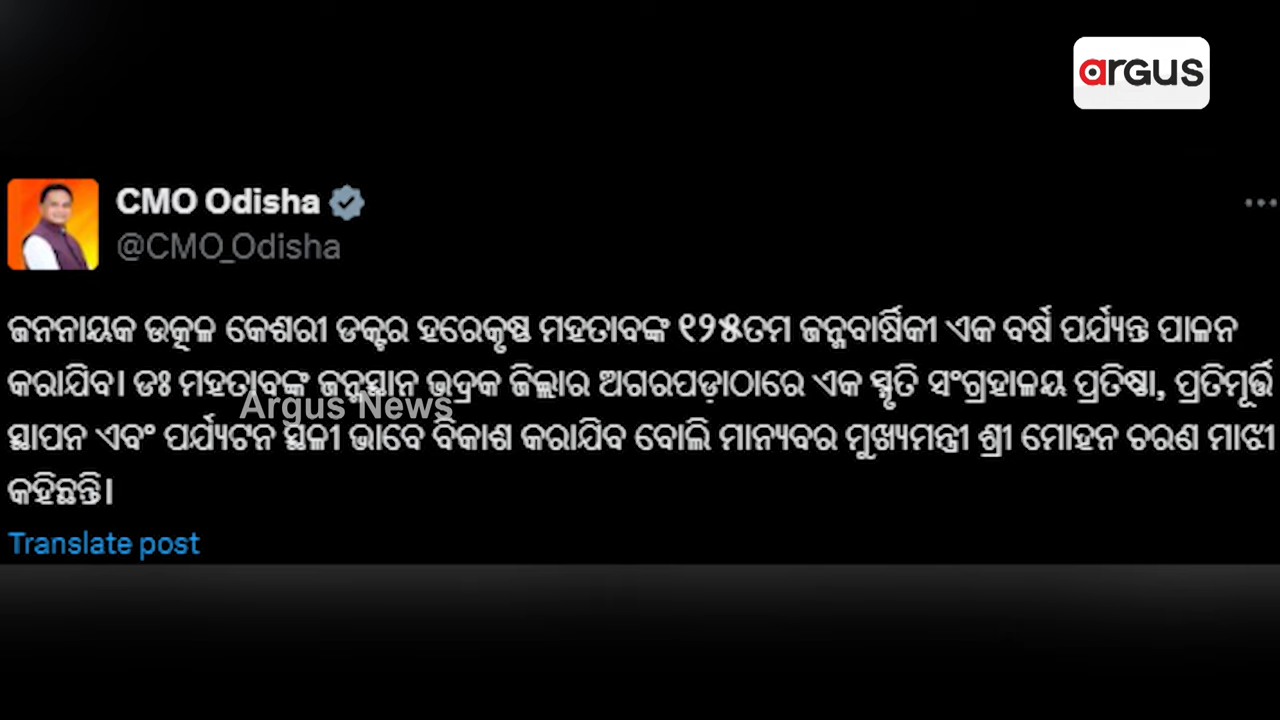 argus
CMO Odisha
@CMO_Odisha
ଜନନାୟକ ଉତ୍କଳ କେଶରୀ ଡକ୍ଟର ହରେକୃଷ୍ଣ ମହତାବଙ୍କ ୧୨୫ତମ ଜନ୍ମବାର୍ଷିକୀ ଏକ ବର୍ଷ ପର୍ଯ୍ୟନ୍ତ ପାଳନ
କରାଯିବ। ଡଃ ମହତାବଙ୍କ ଜନ୍ମସ୍ଥାନ ଭଦ୍ରକ ଜିଲ୍ଲାର ଅଗରପଡ଼ାଠାରେ ଏକ ସ୍ମୃତି ସଂଗ୍ରହାଳୟ ପ୍ରତିଷ୍ଠା, ପ୍ରତିମୂର୍ତ୍ତି
Argus News
ସ୍ଥାପନ ଏବଂ ପର୍ଯ୍ୟଟନ ସ୍ଥଳୀ ଭାବେ ବିକାଶ କରାଯିବ ବୋଲି ମାନ୍ୟବର ମୁଖ୍ୟମନ୍ତ୍ରୀ ଶ୍ରୀ ମୋହନ ଚରଣ ମାଝୀ
କହିଛନ୍ତି।
Translate post